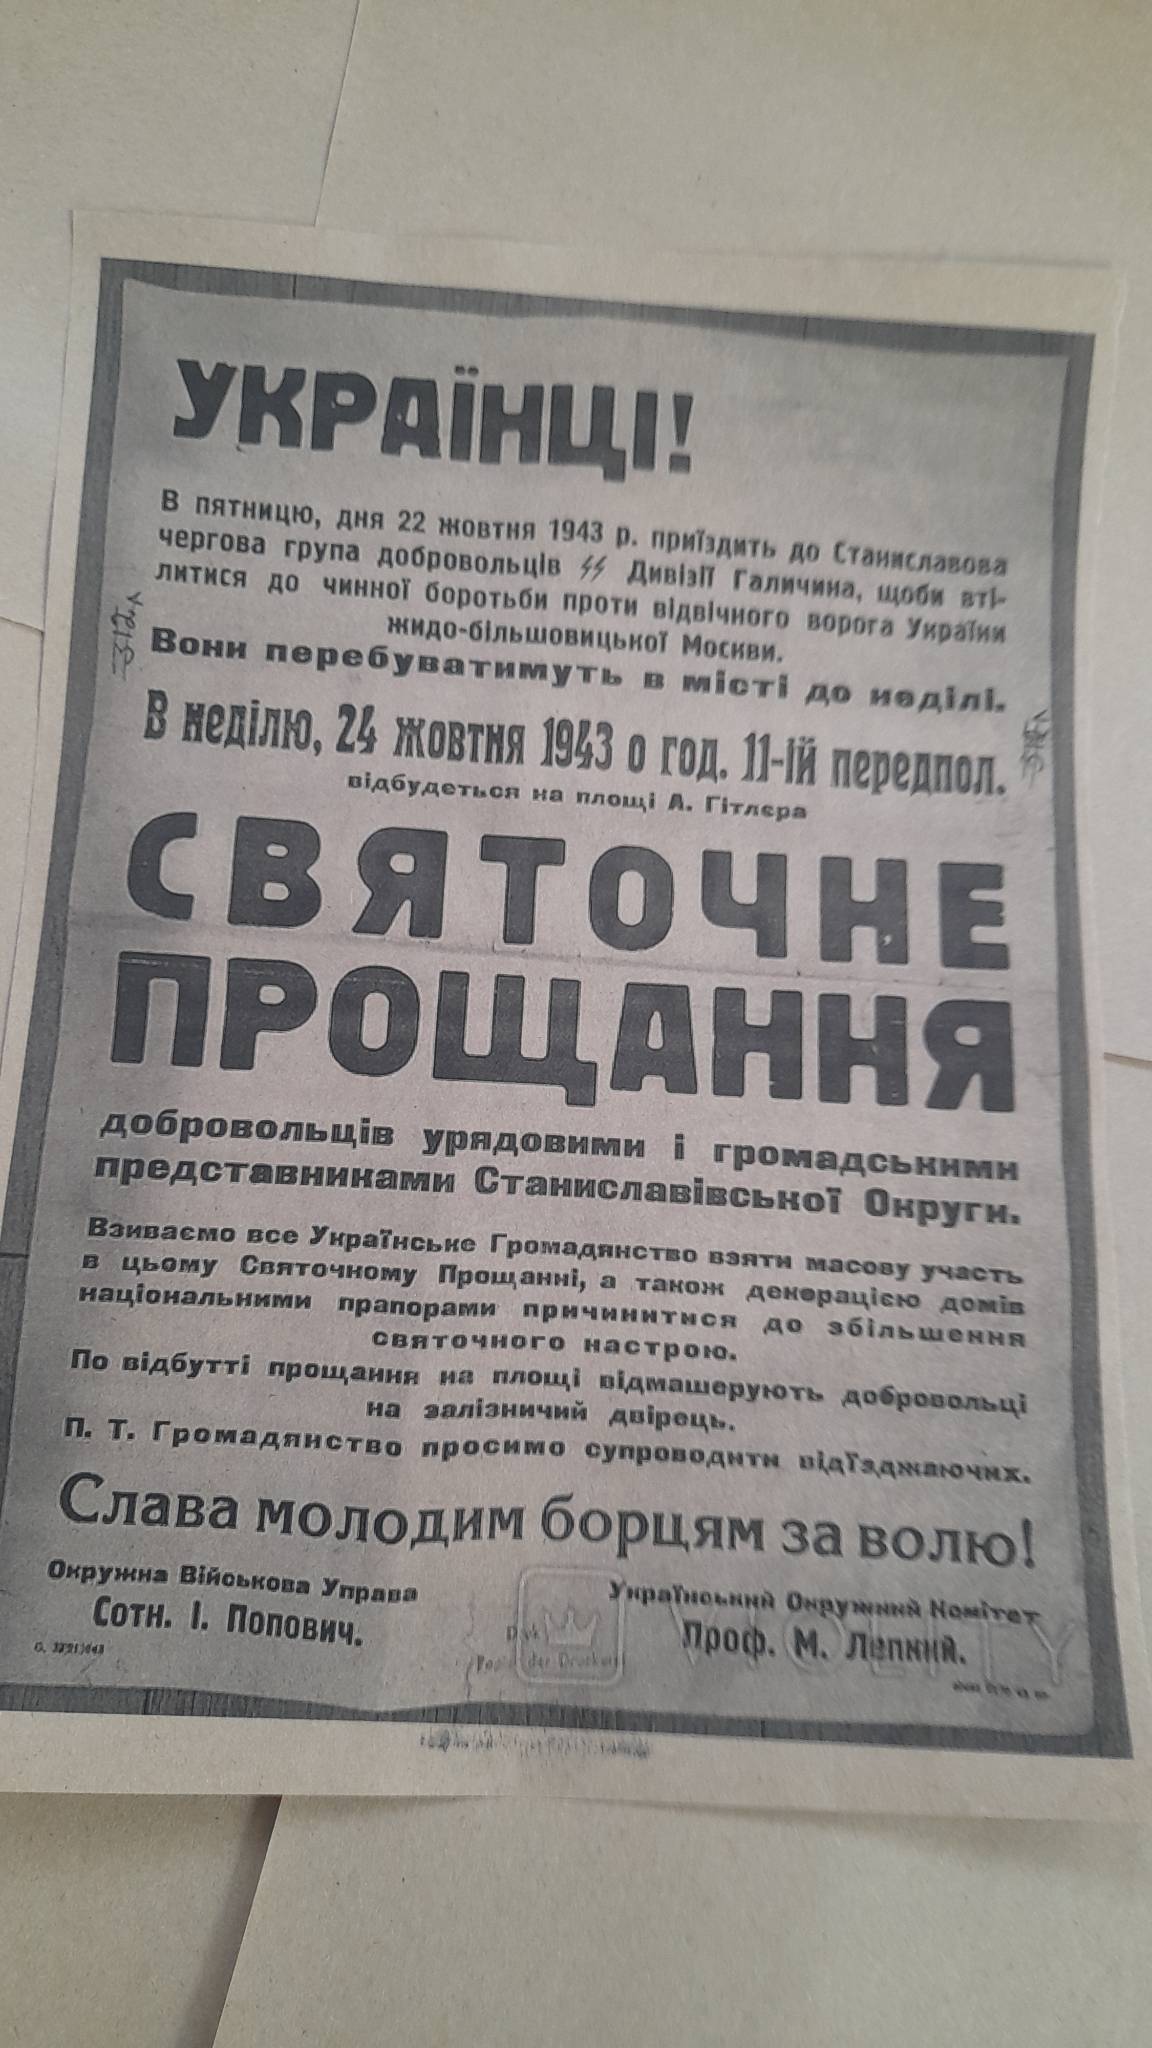 УКРАЇНЦІ!
В пятницю, дня 22 жовтня 1943 р. приїздить до Станиславова
чергова група добровольців ᛋᛋ Дивізії Галичина, щоби вті-
литися до чинної боротьби проти відвічного ворога України
жидо-більшовицької Москви.
Вони перебуватимуть в місті до неділі.
В неділю, 24 жовтня 1943 о год. 11-ій передпол.
відбудеться на площі А. Гітлєра
СВЯТОЧНЕ
ПРОЩАННЯ
добровольців урядовими і громадськими
представниками Станиславівської Округи.
Взиваємо все Українське Громадянство взяти масову участь
в цьому Святочному Прощанні, а також декорацією домів
національними прапорами причинитися до збільшення
святочного настрою.
По відбутті прощання на площі відмашерують добровольці
на залізничий двірець.
П. Т. Громадянство просимо супроводити відїзджаючих.
Слава молодим борцям за волю!
Окружна Військова Управа
Сотн. І. Попович.
Український Окружний Комітет
Проф. М. Лепкий.
VIOLITY